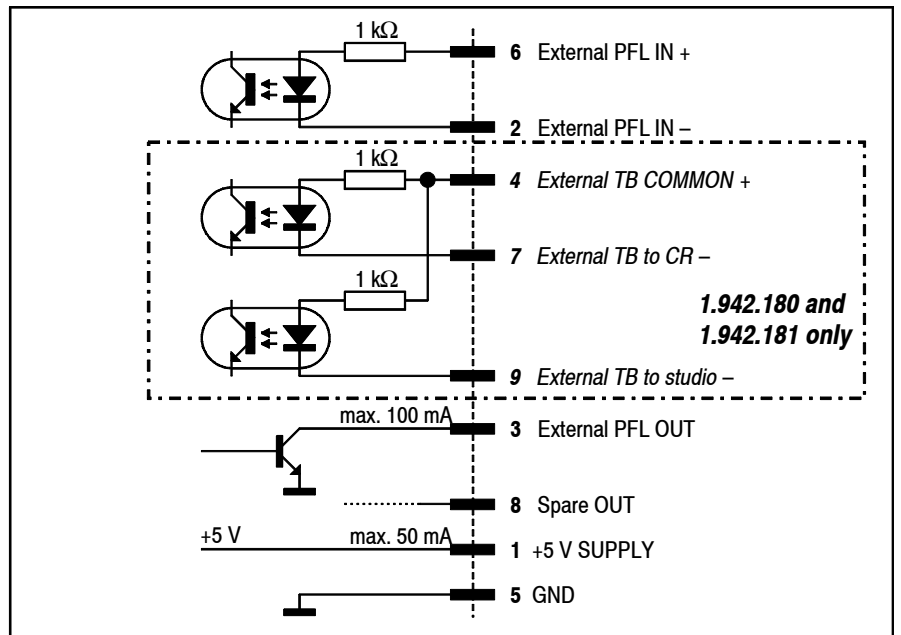 1 kΩ
6 External PFL IN +
2 External PFL IN –
1 kΩ
4 External TB COMMON +
7 External TB to CR –
1 kΩ
1.942.180 and
1.942.181 only
9 External TB to studio –
max. 100 mA
3 External PFL OUT
8 Spare OUT
+5 V
max. 50 mA
1 +5 V SUPPLY
5 GND